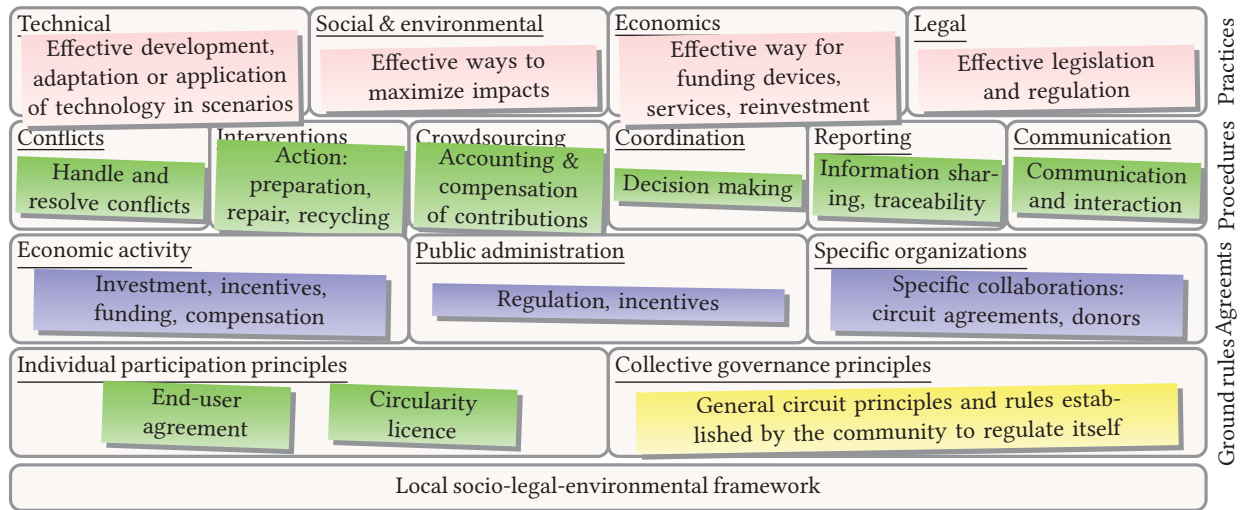 Technical
Effective development,
adaptation or application
of technology in scenarios
Social & environmental
Effective ways to
maximize impacts
Economics
Effective way for
funding devices,
services, reinvestment
Legal
Effective legislation
and regulation
Practices
Conflicts
Handle and
resolve conflicts
Interventions
Action:
preparation,
repair, recycling
Crowdsourcing
Accounting &
compensation
of contributions
Coordination
Decision making
Reporting
Information shar-
ing, traceability
Communication
Communication
and interaction
Procedures
Economic activity
Investment, incentives,
funding, compensation
Public administration
Regulation, incentives
Specific organizations
Specific collaborations:
circuit agreements, donors
Agreemts
Individual participation principles
End-user
agreement
Circularity
licence
Collective governance principles
General circuit principles and rules estab-
lished by the community to regulate itself
Ground rules
Local socio-legal-environmental framework